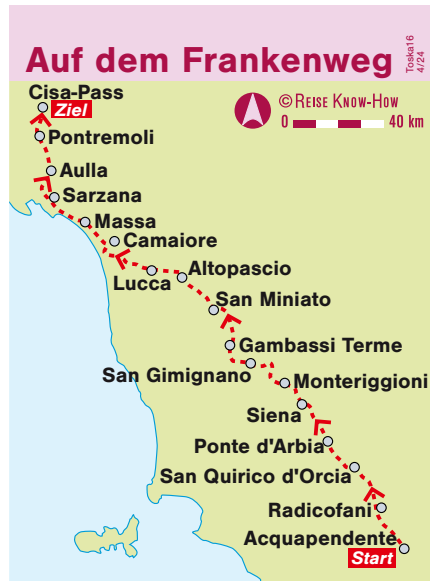 Auf dem Frankenweg
Toska16
4/24
Cisa-Pass
Ziel
© REISE KNOW-HOW
0 40 km
Pontremoli
Aulla
Sarzana
Massa
Camaiore
Lucca
Altopascio
San Miniato
Gambassi Terme
San Gimignano
Monteriggioni
Siena
Ponte d'Arbia
San Quirico d'Orcia
Radicofani
Acquapendente
Start